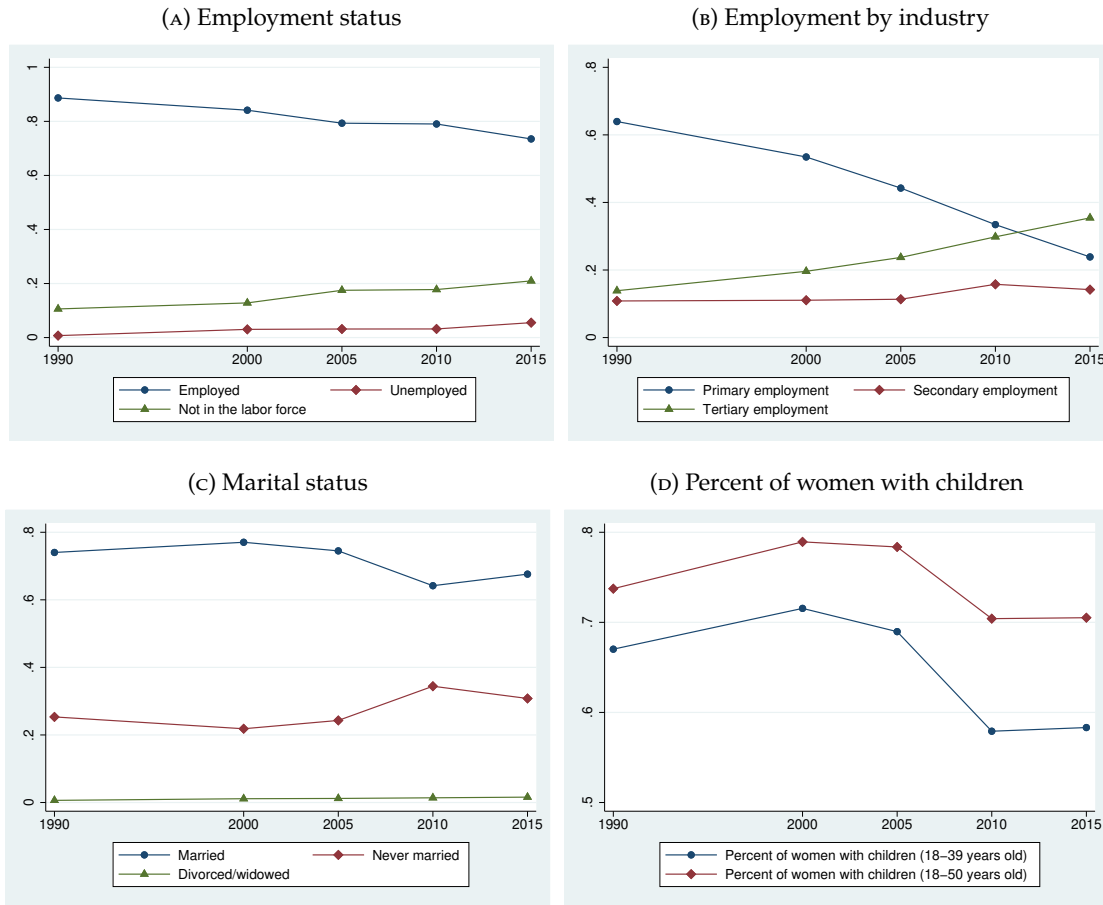 (A) Employment status
1
.8
.6
.4
.2
0
1990 2000 2005 2010 2015
Employed Unemployed
Not in the labor force
(B) Employment by industry
.8
.6
.4
.2
0
1990 2000 2005 2010 2015
Primary employment Secondary employment
Tertiary employment
(C) Marital status
.8
.6
.4
.2
0
1990 2000 2005 2010 2015
Married Never married
Divorced/widowed
(D) Percent of women with children
.8
.7
.6
.5
1990 2000 2005 2010 2015
Percent of women with children (18–39 years old)
Percent of women with children (18–50 years old)